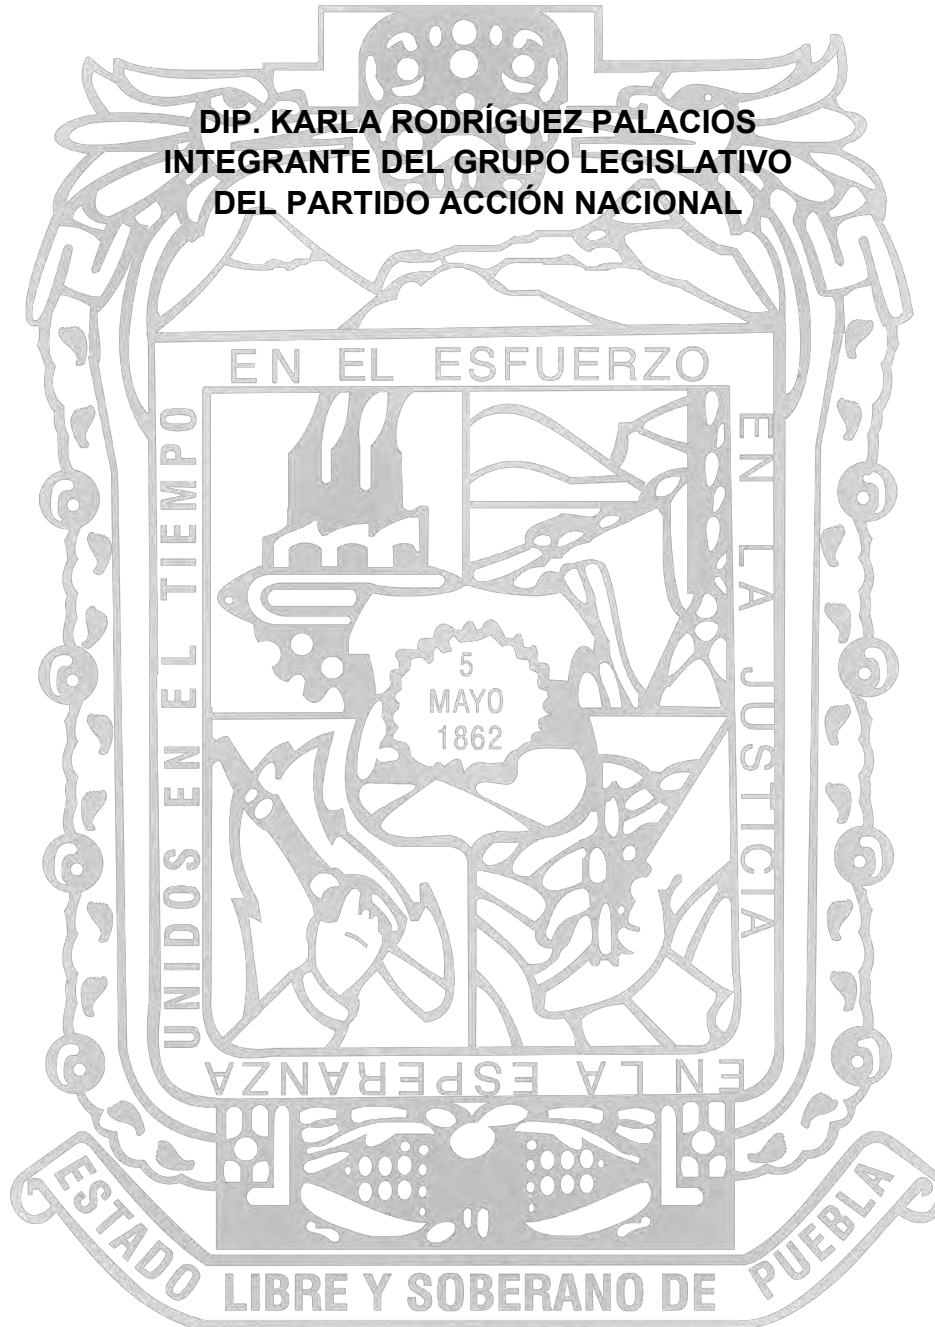 DIP. KARLA RODRÍGUEZ PALACIOS
INTEGRANTE DEL GRUPO LEGISLATIVO
DEL PARTIDO ACCIÓN NACIONAL
EN EL ESFUERZO
UNIDOS EN EL TIEMPO
EN LA JUSTICIA
5
MAYO
1862
EN LA ESPERANZA
ESTADO LIBRE Y SOBERANO DE PUEBLA